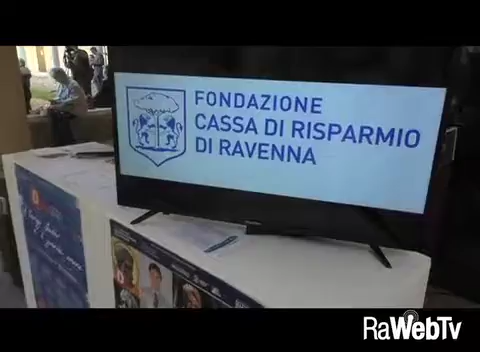 FONDAZIONE
CASSA DI RISPARMIO
DI RAVENNA
RaWebTv